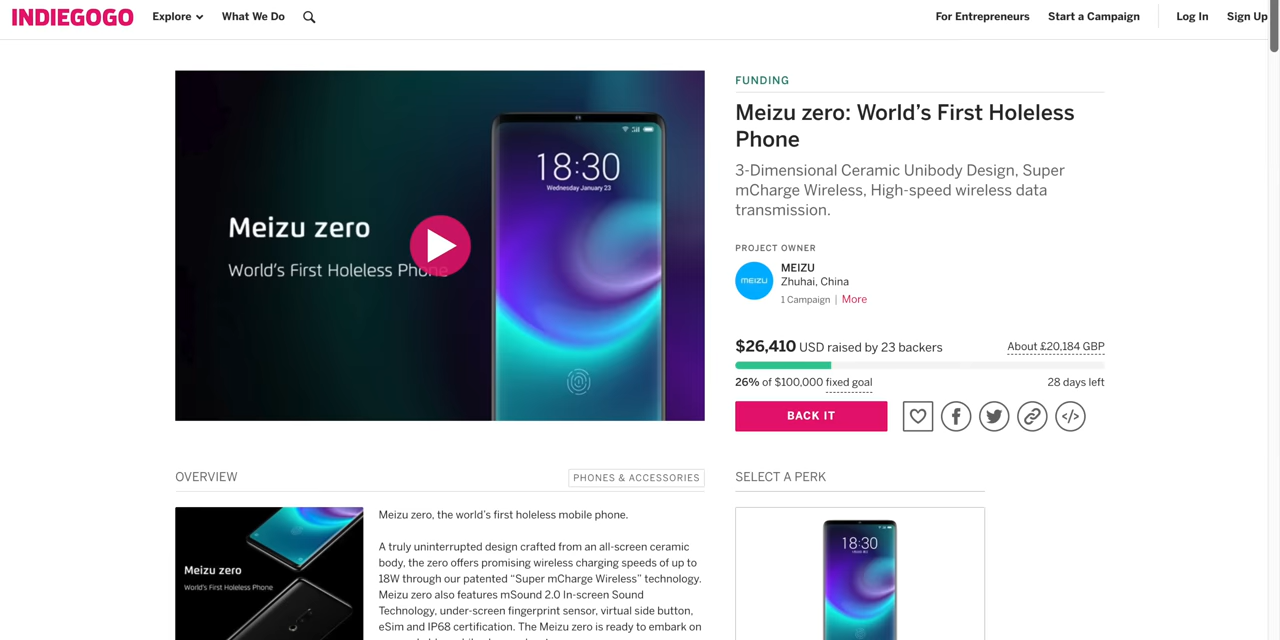 INDIEGOGO Explore What We Do For Entrepreneurs Start a Campaign Log In Sign Up
18:30
Wednesday January 23
Meizu zero
World's First Holeless Phone
FUNDING
Meizu zero: World's First Holeless
Phone
3-Dimensional Ceramic Unibody Design, Super
mCharge Wireless, High-speed wireless data
transmission.
PROJECT OWNER
MEIZU
MEIZU
Zhuhai, China
1 Campaign | More
$26,410 USD raised by 23 backers About £20,184 GBP
26% of $100,000 fixed goal 28 days left
BACK IT
OVERVIEW PHONES & ACCESSORIES
Meizu zero
World's First Holeless Phone
Meizu zero, the world's first holeless mobile phone.
A truly uninterrupted design crafted from an all-screen ceramic
body, the zero offers promising wireless charging speeds of up to
18W through our patented “Super mCharge Wireless” technology.
Meizu zero also features mSound 2.0 In-screen Sound
Technology, under-screen fingerprint sensor, virtual side button,
eSim and IP68 certification. The Meizu zero is ready to embark on
SELECT A PERK
18:30